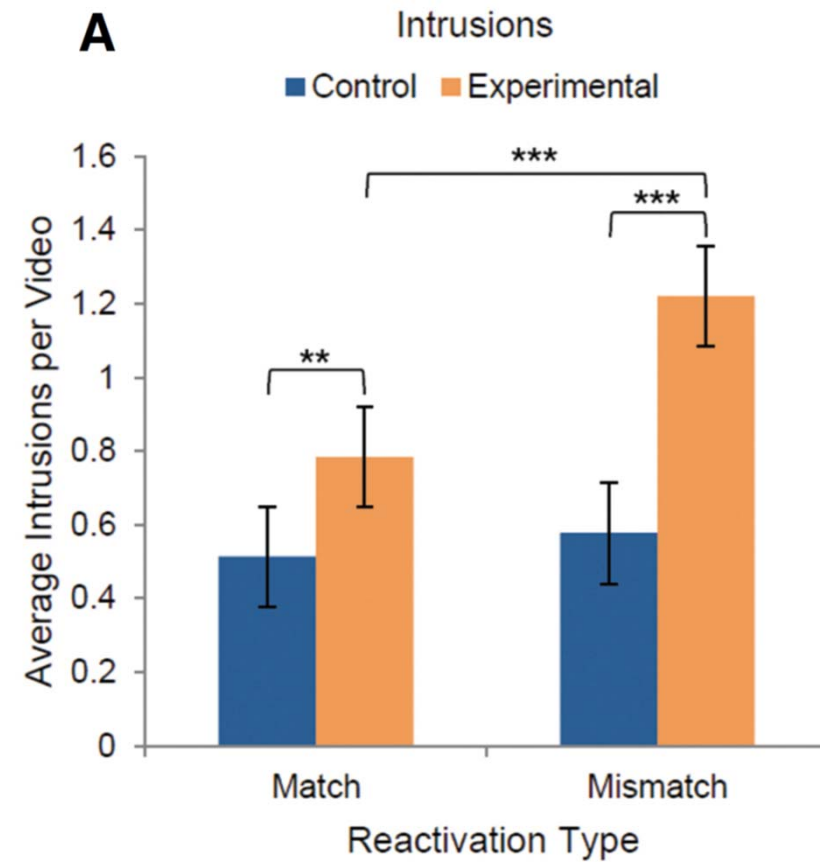 A
Intrusions
Control Experimental
***
1.6
***
1.4
1.2
**
1
0.8
0.6
0.4
0.2
0
Average Intrusions per Video
Match Mismatch
Reactivation Type